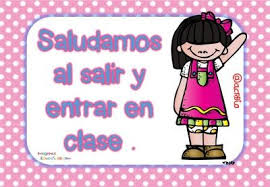 Saludamos
al salir y
entrar en
clase .